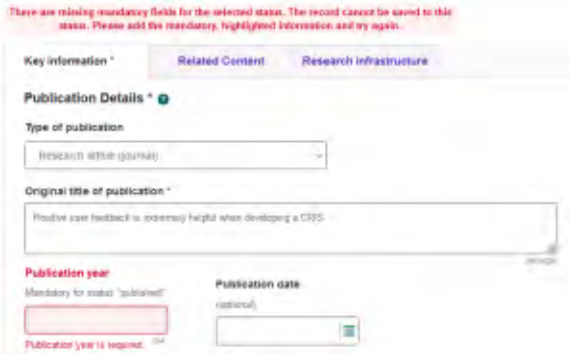 There are missing mandatory fields for the selected status. The record cannot be saved to this
status. Please add the mandatory, highlighted information and try again.
Key information *
Related Content
Research infrastructure
Publication Details *
Type of publication
Research article (journal)
Original title of publication *
Positive user feedback is extremely helpful when developing a CRIS
Publication year
Mandatory for status "published"
Publication date
(optional)
Publication year is required.